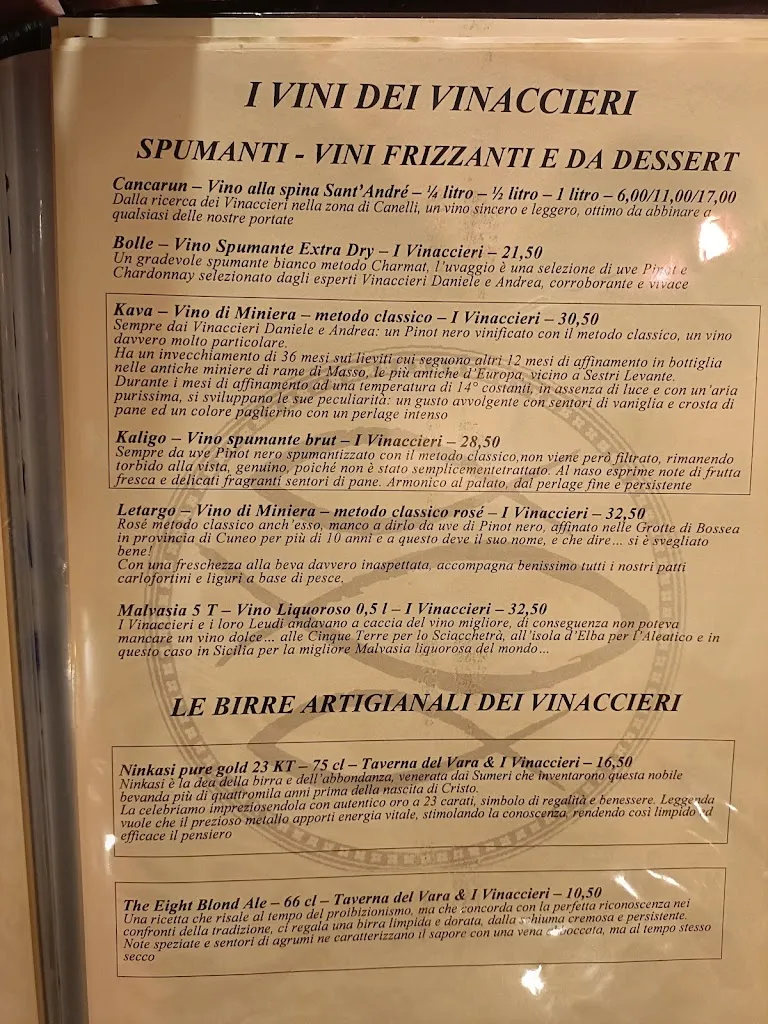 I VINI DEI VINACCIERI
SPUMANTI - VINI FRIZZANTI E DA DESSERT
Cancarun – Vino alla spina Sant'André – ¼ litro – ½ litro – 1 litro – 6,00/11,00/17,00
Dalla ricerca dei Vinaccieri nella zona di Canelli, un vino sincero e leggero, ottimo da abbinare a
qualsiasi delle nostre portate
Bolle – Vino Spumante Extra Dry – I Vinaccieri – 21,50
Un gradevole spumante bianco metodo Charmat, l'uvaggio è una selezione di uve Pinot e
Chardonnay selezionato dagli esperti Vinaccieri Daniele e Andrea, corroborante e vivace
Kava – Vino di Miniera – metodo classico – I Vinaccieri – 30,50
Sempre dai Vinaccieri Daniele e Andrea: un Pinot nero vinificato con il metodo classico, un vino
davvero molto particolare.
Ha un invecchiamento di 36 mesi sui lieviti cui seguono altri 12 mesi di affinamento in bottiglia
nelle antiche miniere di rame di Masso, le più antiche d'Europa, vicino a Sestri Levante.
Durante i mesi di affinamento ad una temperatura di 14° costanti, in assenza di luce e con un'aria
purissima, si sviluppano le sue peculiarità: un gusto avvolgente con sentori di vaniglia e crosta di
pane ed un colore paglierino con un perlage intenso
Kaligo – Vino spumante brut – I Vinaccieri – 28,50
Sempre da uve Pinot nero spumantizzato con il metodo classico,non viene però filtrato, rimanendo
torbido alla vista, genuino, poiché non è stato semplicementetrattato. Al naso esprime note di frutta
fresca e delicati fragranti sentori di pane. Armonico al palato, dal perlage fine e persistente
Letargo – Vino di Miniera – metodo classico rosé – I Vinaccieri – 32,50
Rosé metodo classico anch'esso, manco a dirlo da uve di Pinot nero, affinato nelle Grotte di Bossea
in provincia di Cuneo per più di 10 anni e a questo deve il suo nome, e che dire… si è svegliato
bene!
Con una freschezza alla beva davvero inaspettata, accompagna benissimo tutti i nostri patti
carlofortini e liguri a base di pesce.
Malvasia 5 T – Vino Liquoroso 0,5 l – I Vinaccieri – 32,50
I Vinaccieri e i loro Leudi andavano a caccia del vino migliore, di conseguenza non poteva
mancare un vino dolce… alle Cinque Terre per lo Sciacchetrà, all'isola d'Elba per l'Aleatico e in
questo caso in Sicilia per la migliore Malvasia liquorosa del mondo…
LE BIRRE ARTIGIANALI DEI VINACCIERI
Ninkasi pure gold 23 KT – 75 cl – Taverna del Vara & I Vinaccieri – 16,50
Ninkasi è la dea della birra e dell'abbondanza, venerata dai Sumeri che inventarono questa nobile
bevanda più di quattromila anni prima della nascita di Cristo.
La celebriamo impreziosendola con autentico oro a 23 carati, simbolo di regalità e benessere. Leggenda
vuole che il prezioso metallo apporti energia vitale, stimolando la conoscenza, rendendo così limpido ed
efficace il pensiero
The Eight Blond Ale – 66 cl – Taverna del Vara & I Vinaccieri – 10,50
Una ricetta che risale al tempo del proibizionismo, ma che concorda con la perfetta riconoscenza nei
confronti della tradizione, ci regala una birra limpida e dorata, dalla schiuma cremosa e persistente.
Note speziate e sentori di agrumi ne caratterizzano il sapore con una vena abboccata, ma al tempo stesso
secco